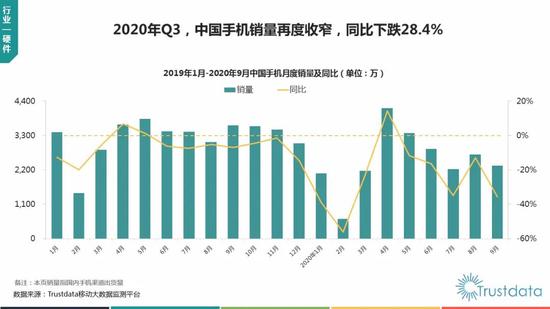 行业—硬件
2020年Q3，中国手机销量再度收窄，同比下跌28.4%
2019年1月-2020年9月中国手机月度销量及同比（单位：万）
销量 同比
4,400
3,300
2,200
1,100
0
20%
0%
-20%
-40%
-60%
1月 2月 3月 4月 5月 6月 7月 8月 9月 10月 11月 12月 2020年1月 2月 3月 4月 5月 6月 7月 8月 9月
备注：本页销量指国内手机渠道出货量
数据来源：Trustdata移动大数据监测平台
Trustdata